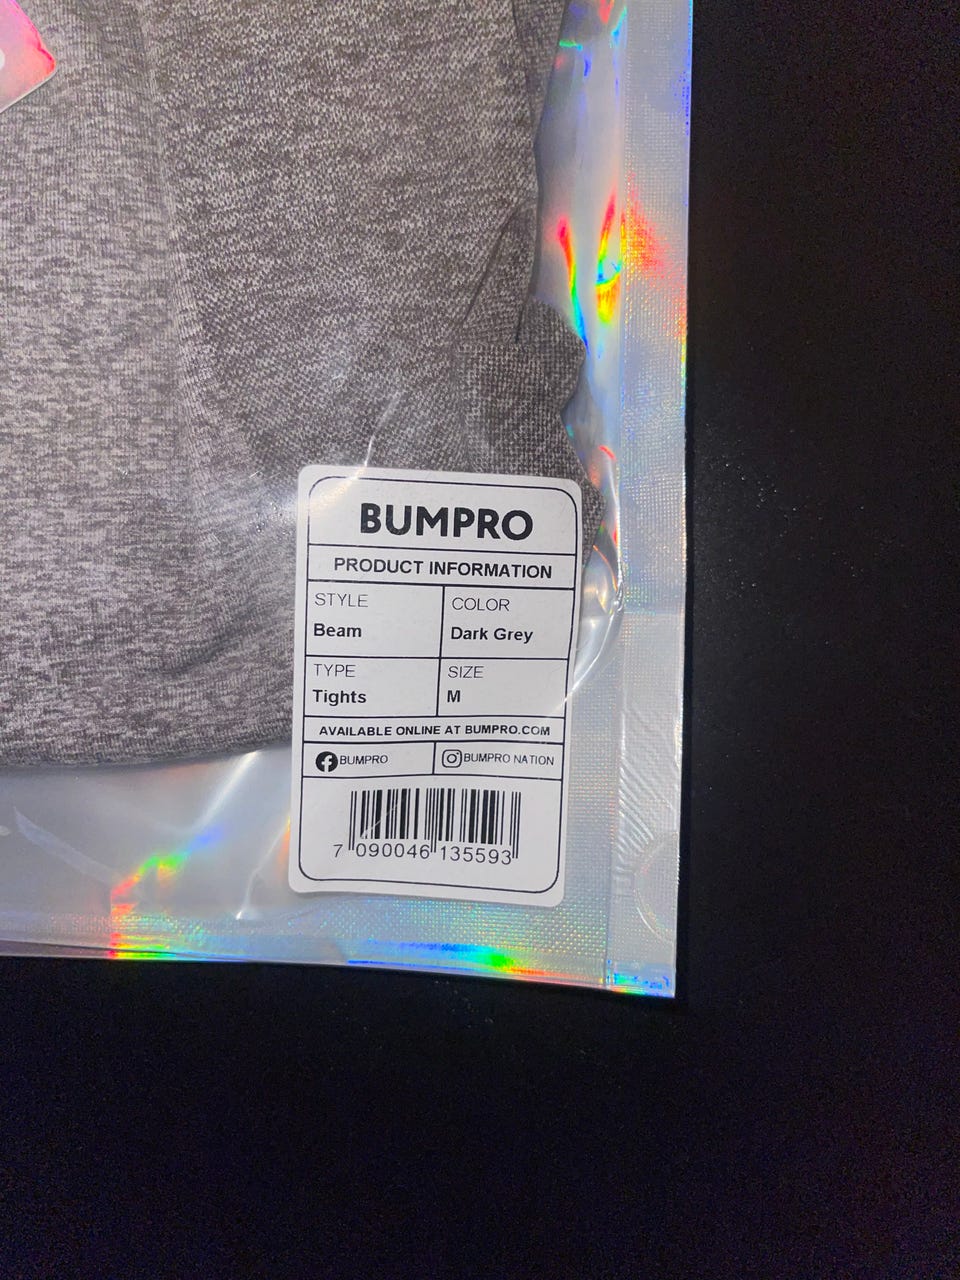 BUMPRO
PRODUCT INFORMATION
STYLE
Beam
COLOR
Dark Grey
TYPE
Tights
SIZE
M
AVAILABLE ONLINE AT BUMPRO.COM
BUMPRO
BUMPRO NATION
7 090046 135593